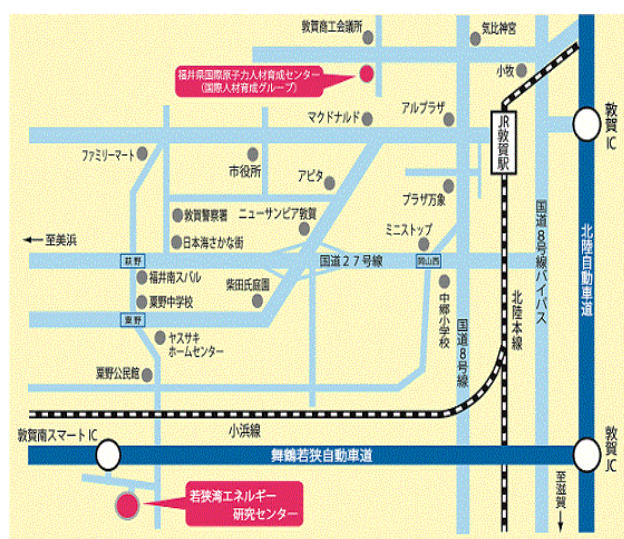 敦賀商工会議所
気比神宮
福井県国際原子力人材育成センター
(国際人材育成グループ)
小牧
マクドナルド
アルプラザ
敦賀IC
JR敦賀駅
ファミリーマート
市役所
アピタ
プラザ万象
敦賀警察署
ニューサンピア敦賀
ミニストップ
国道8号線バイパス
北陸自動車道
←至美浜
日本海さかな街
萩野
国道27号線
岡山西
福井南スバル
柴田氏庭園
粟野中学校
中郷小学校
国道8号線
北陸本線
粟野
ヤスサキ
ホームセンター
粟野公民館
小浜線
敦賀南スマートIC
舞鶴若狭自動車道
敦賀JC
至滋賀→
若狭湾エネルギー
研究センター